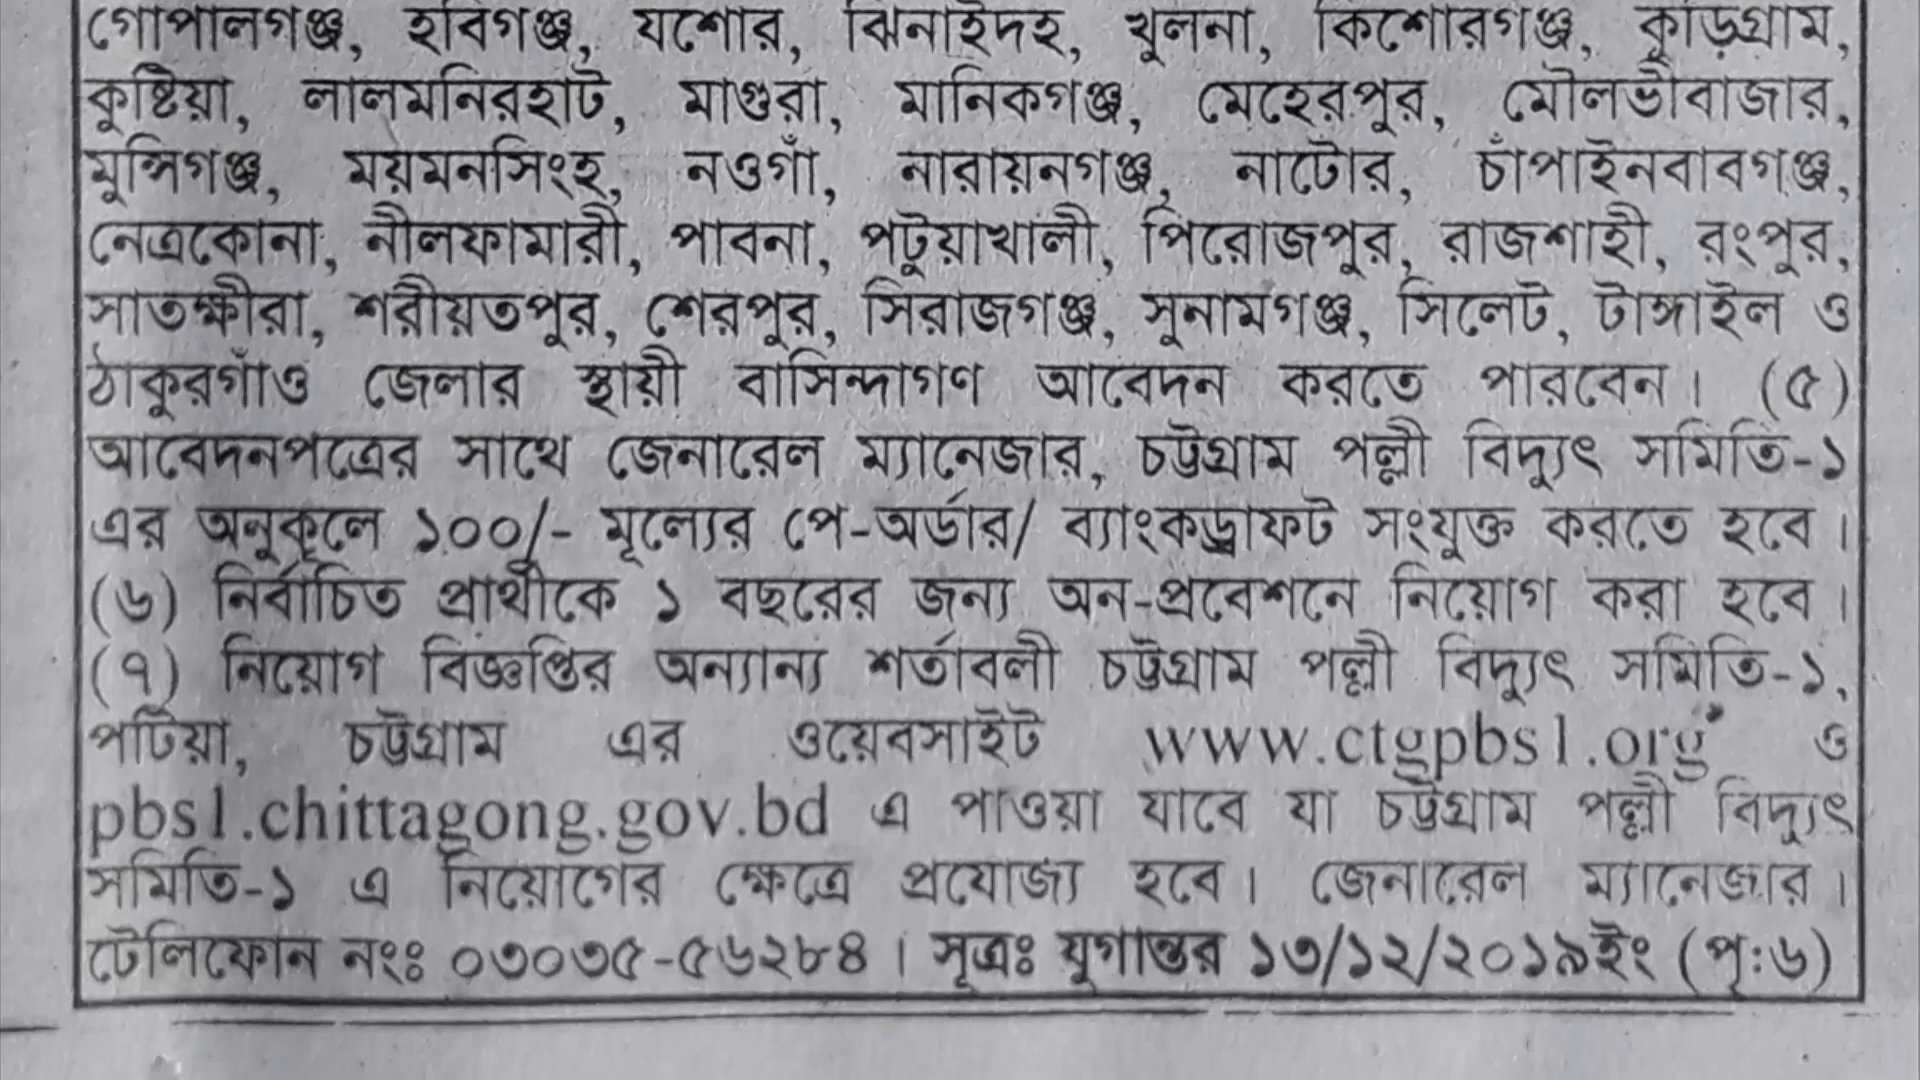 গোপালগঞ্জ, হবিগঞ্জ, যশোর, ঝিনাইদহ, খুলনা, কিশোরগঞ্জ, কুড়িগ্রাম,
কুষ্টিয়া, লালমনিরহাট, মাগুরা, মানিকগঞ্জ, মেহেরপুর, মৌলভীবাজার,
মুন্সিগঞ্জ, ময়মনসিংহ, নওগাঁ, নারায়নগঞ্জ, নাটোর, চাঁপাইনবাবগঞ্জ,
নেত্রকোনা, নীলফামারী, পাবনা, পটুয়াখালী, পিরোজপুর, রাজশাহী, রংপুর,
সাতক্ষীরা, শরীয়তপুর, শেরপুর, সিরাজগঞ্জ, সুনামগঞ্জ, সিলেট, টাঙ্গাইল ও
ঠাকুরগাঁও জেলার স্থায়ী বাসিন্দাগণ আবেদন করতে পারবেন। (৫)
আবেদনপত্রের সাথে জেনারেল ম্যানেজার, চট্টগ্রাম পল্লী বিদ্যুৎ সমিতি-১
এর অনুকূলে ১০০/- মূল্যের পে-অর্ডার/ ব্যাংকড্রাফট সংযুক্ত করতে হবে।
(৬) নির্বাচিত প্রার্থীকে ১ বছরের জন্য অন-প্রবেশনে নিয়োগ করা হবে।
(৭) নিয়োগ বিজ্ঞপ্তির অন্যান্য শর্তাবলী চট্টগ্রাম পল্লী বিদ্যুৎ সমিতি-১,
পটিয়া, চট্টগ্রাম এর ওয়েবসাইট www.ctgpbs1.org ও
pbs1.chittagong.gov.bd এ পাওয়া যাবে যা চট্টগ্রাম পল্লী বিদ্যুৎ
সমিতি-১ এ নিয়োগের ক্ষেত্রে প্রযোজ্য হবে। জেনারেল ম্যানেজার।
টেলিফোন নংঃ ০৩০৩৫-৫৬২৮৪। সূত্রঃ যুগান্তর ১৩/১২/২০১৯ইং (পৃ:৬)